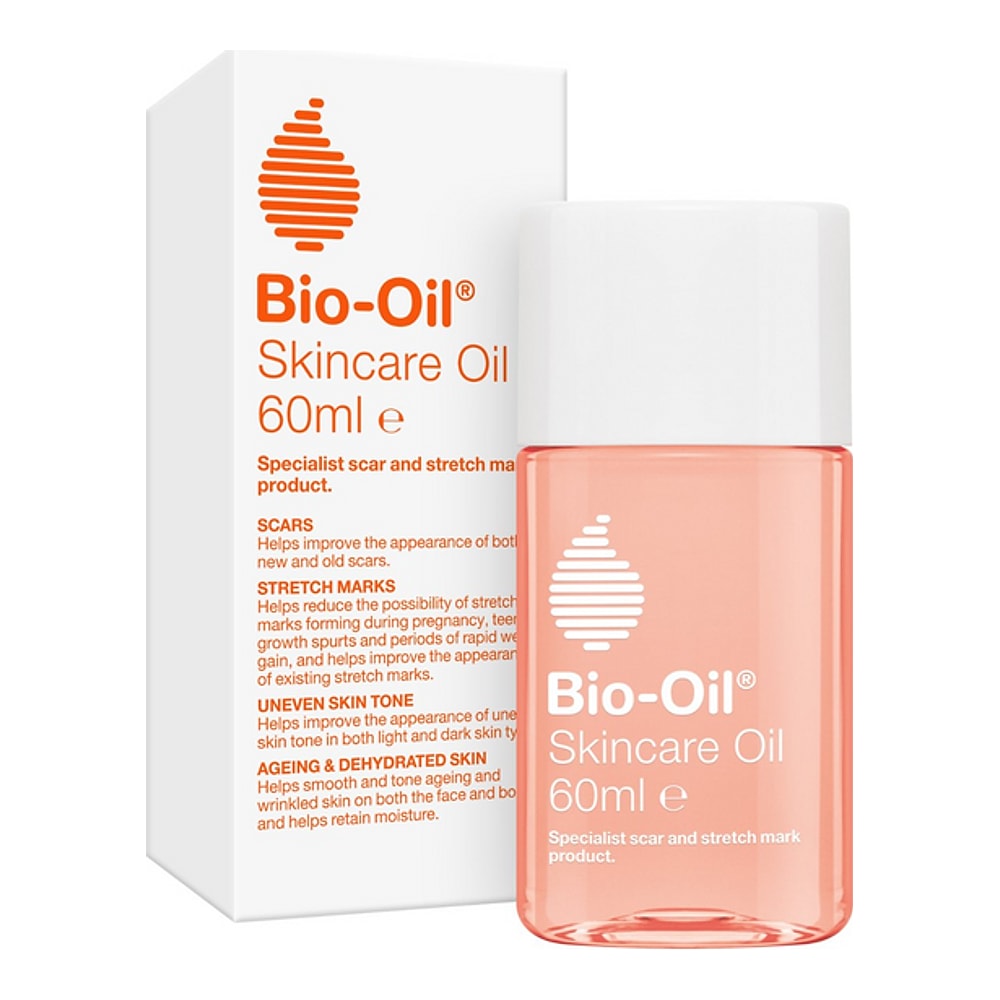 Bio-Oil®
Skincare Oil
60ml ℮
Specialist scar and stretch
product.
SCARS
Helps improve the appearance of
new and old scars.
STRETCH MARKS
Helps reduce the possibility of stretch
marks forming during pregnancy,
growth spurts and periods of rapid
gain, and helps improve the
of existing stretch marks.
UNEVEN SKIN TONE
Helps improve the appearance of
skin tone in both light and dark skin
AGEING & DEHYDRATED SKIN
Helps smooth and tone ageing and
wrinkled skin on both the face and
and helps retain moisture.
Bio-Oil®
Skincare Oil
60ml ℮
Specialist scar and stretch mark
product.